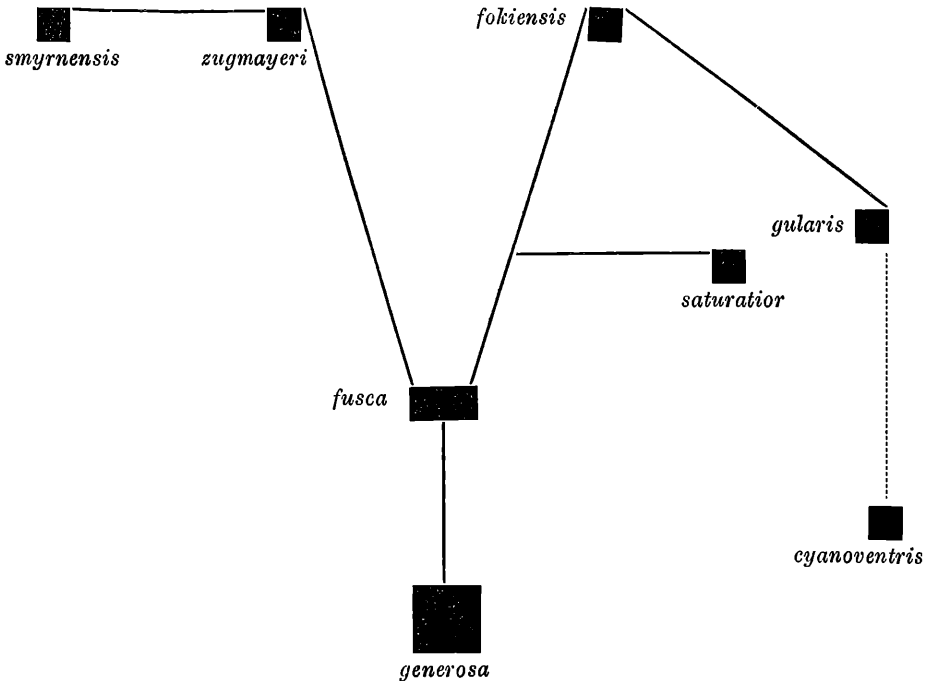 fokiensis
smyrnensis
zugmayeri
gularis
saturatior
fusca
cyanoventris
generosa